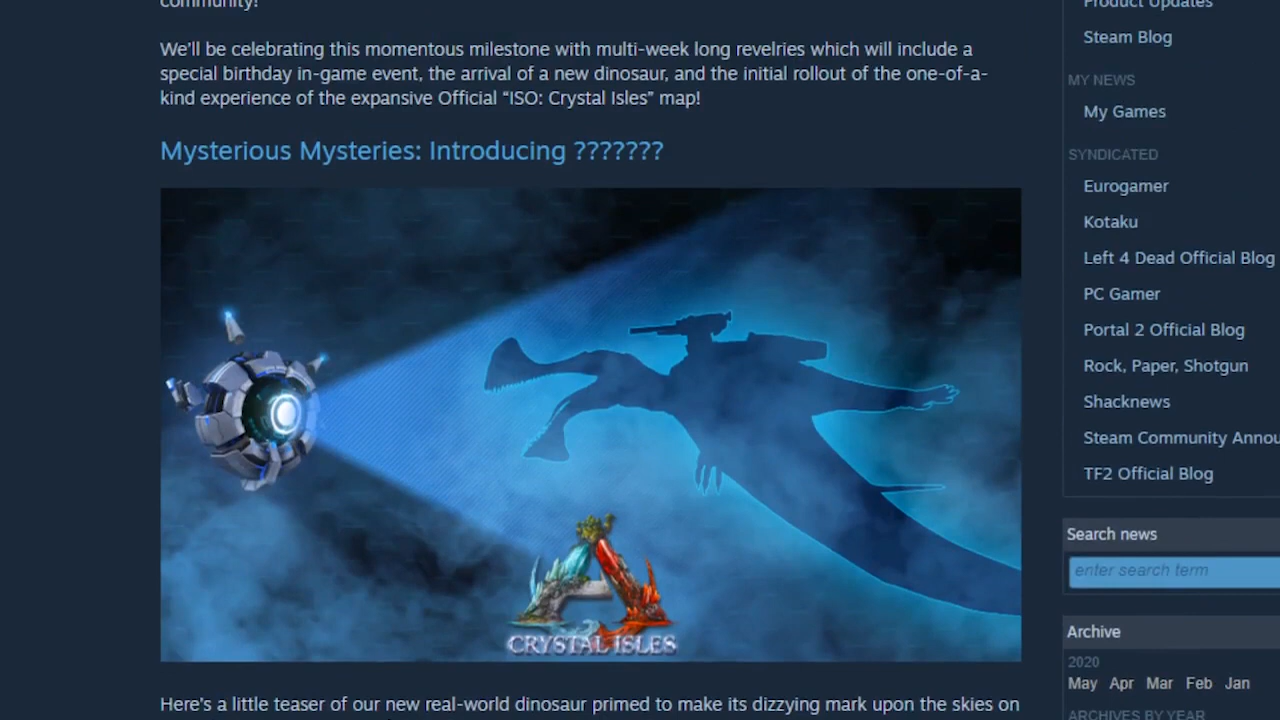 community!
We'll be celebrating this momentous milestone with multi-week long revelries which will include a
special birthday in-game event, the arrival of a new dinosaur, and the initial rollout of the one-of-a-
kind experience of the expansive Official “ISO: Crystal Isles” map!
Mysterious Mysteries: Introducing ???????
CRYSTAL ISLES
Here's a little teaser of our new real-world dinosaur primed to make its dizzying mark upon the skies on
Product Updates
Steam Blog
MY NEWS
My Games
SYNDICATED
Eurogamer
Kotaku
Left 4 Dead Official Blog
PC Gamer
Portal 2 Official Blog
Rock, Paper, Shotgun
Shacknews
Steam Community Annou
TF2 Official Blog
Search news
enter search term
Archive
2020
May Apr Mar Feb Jan
ARCHIVES BY YEAR